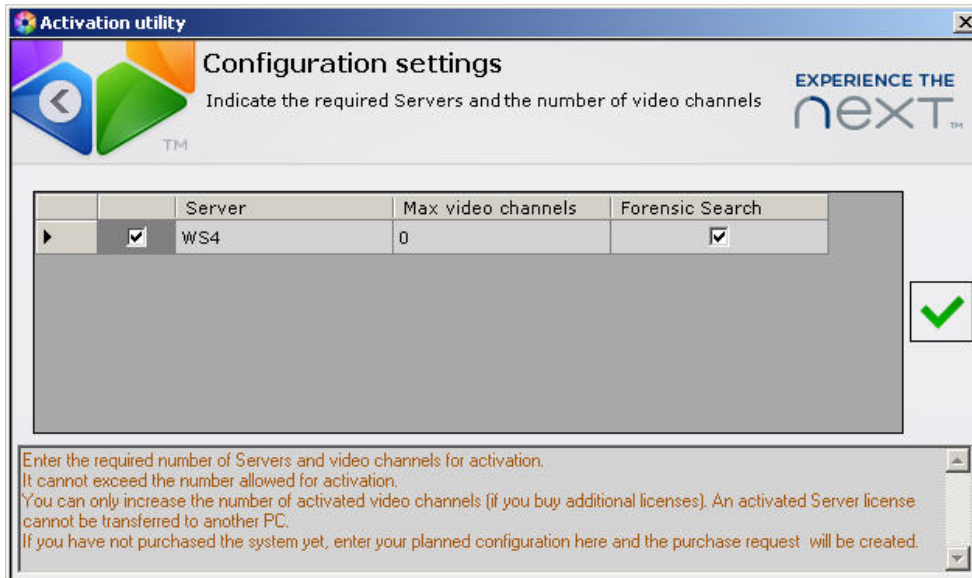 Activation utility
Configuration settings
Indicate the required Servers and the number of video channels
EXPERIENCE THE
nexT™
TM
Server Max video channels Forensic Search
WS4 0
Enter the required number of Servers and video channels for activation.
It cannot exceed the number allowed for activation.
You can only increase the number of activated video channels (if you buy additional licenses). An activated Server license
cannot be transferred to another PC.
If you have not purchased the system yet, enter your planned configuration here and the purchase request will be created.